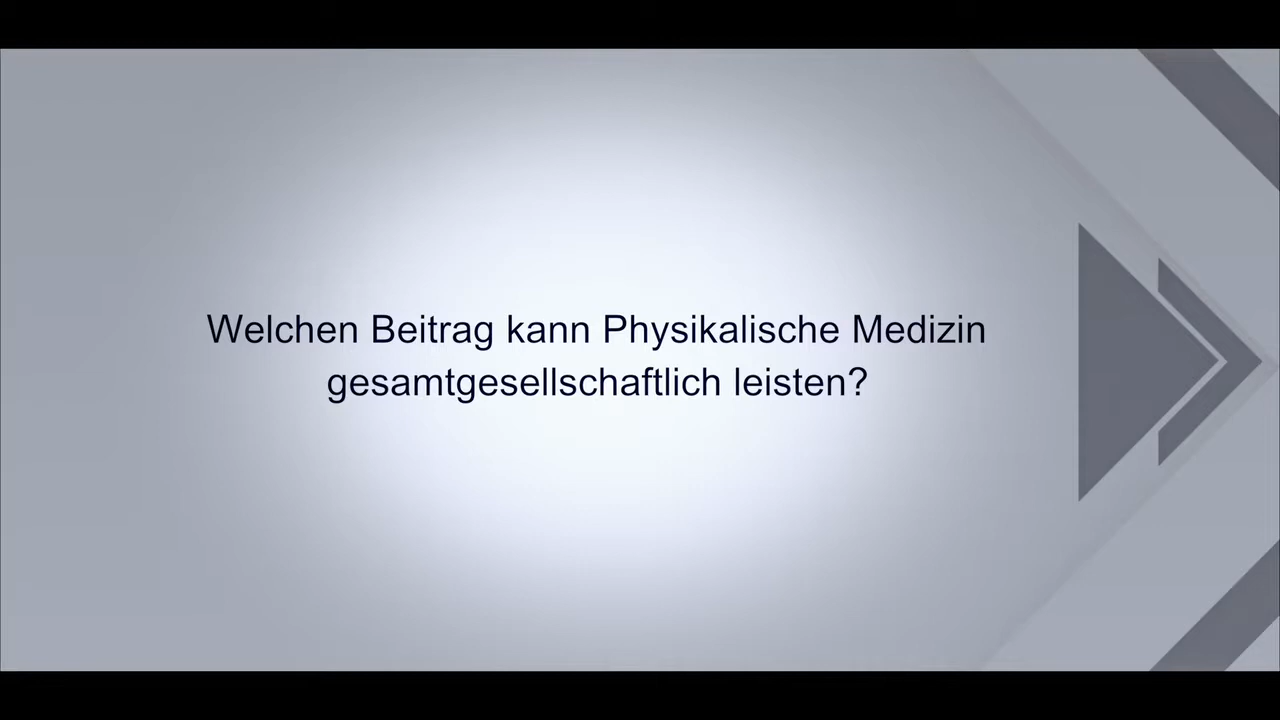 Welchen Beitrag kann Physikalische Medizin
gesamtgesellschaftlich leisten?